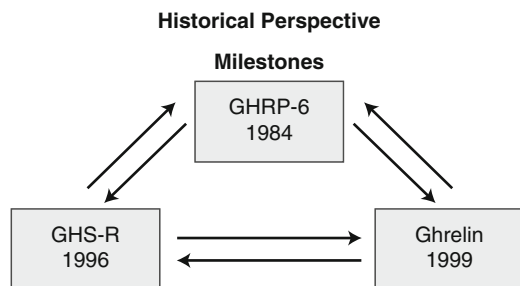 Historical Perspective
Milestones
GHRP-6
1984
GHS-R
1996
Ghrelin
1999